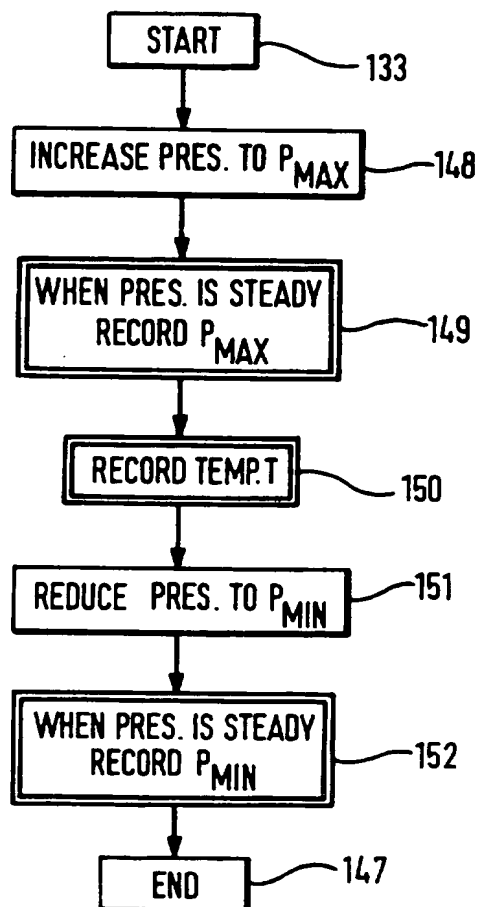 START
133
INCREASE PRES. TO PMAX
148
WHEN PRES. IS STEADY
RECORD PMAX
149
RECORD TEMP.T
150
REDUCE PRES. TO PMIN
151
WHEN PRES. IS STEADY
RECORD PMIN
152
END
147